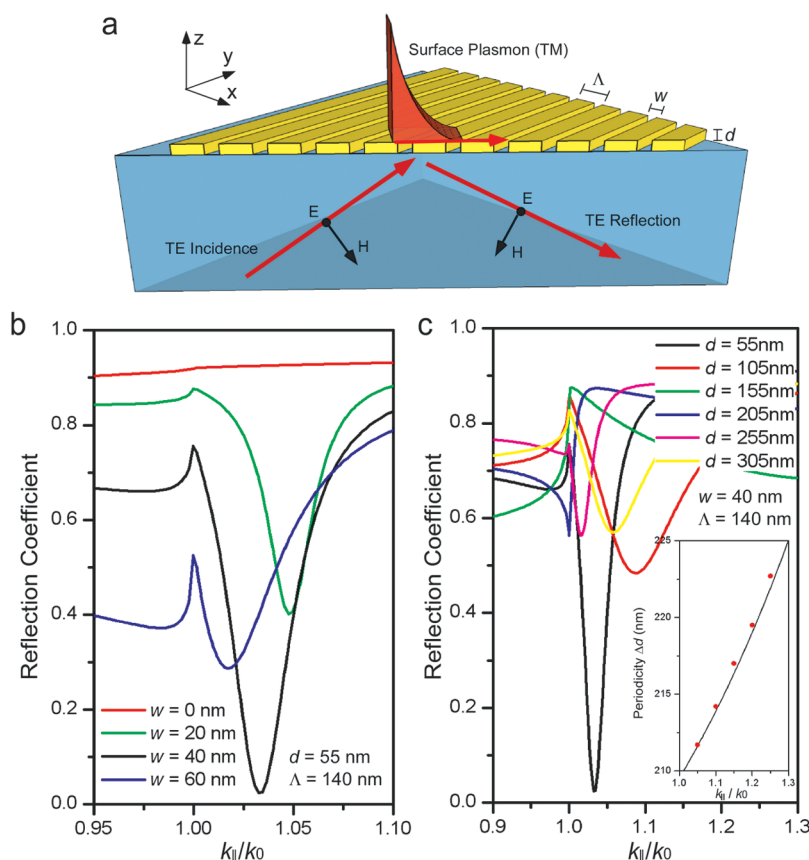 a
z
y
x
Surface Plasmon (TM)
Λ
w
d
E
E
H
H
TE Incidence
TE Reflection
b
Reflection Coefficient
1.0
0.8
0.6
0.4
0.2
0.0
w = 0 nm
w = 20 nm
w = 40 nm
w = 60 nm
d = 55 nm
Λ = 140 nm
0.95
1.00
1.05
1.10
k||/k0
c
Reflection Coefficient
1.0
0.8
0.6
0.4
0.2
0.0
d = 55nm
d = 105nm
d = 155nm
d = 205nm
d = 255nm
d = 305nm
w = 40 nm
Λ = 140 nm
Periodicity Δd (nm)
225
220
215
210
1.0
1.1
1.2
1.3
k||/k0
0.9
1.0
1.1
1.2
1.3
k||/k0